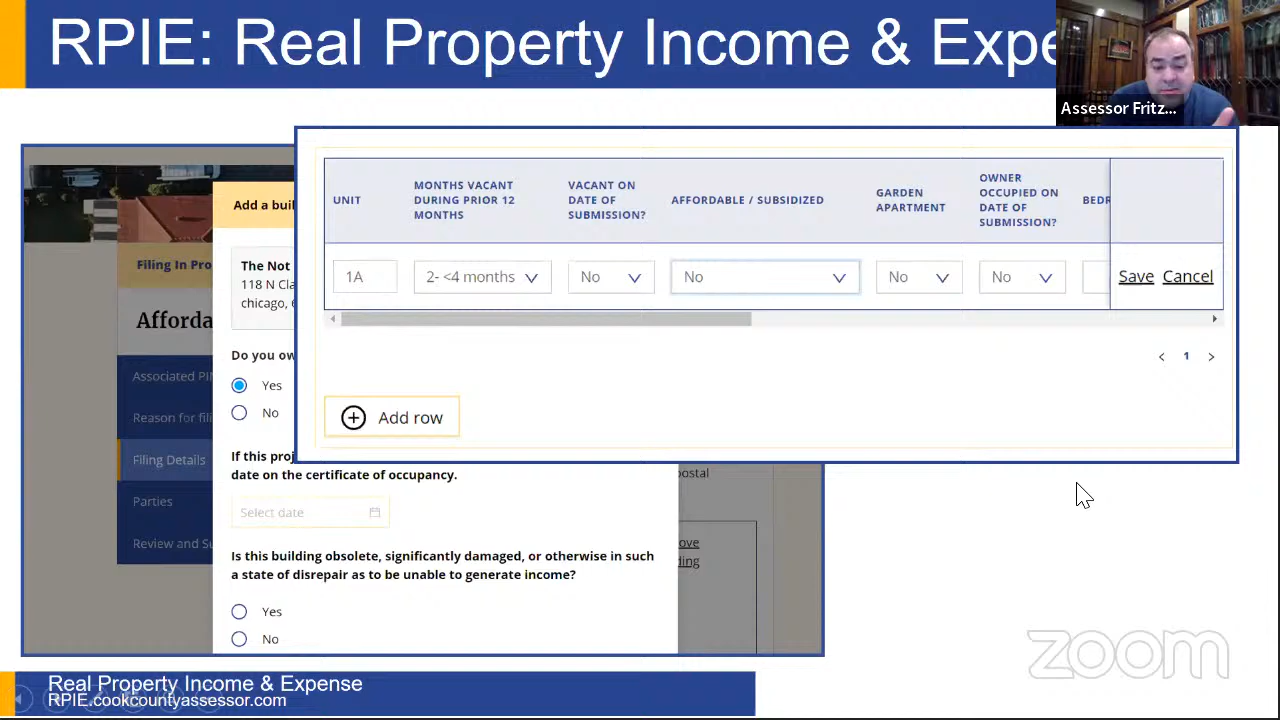 RPIE: Real Property Income & Expe
Assessor Fritz...
UNIT
MONTHS VACANT
DURING PRIOR 12
MONTHS
VACANT ON
DATE OF
SUBMISSION?
AFFORDABLE / SUBSIDIZED
GARDEN
APARTMENT
OWNER
OCCUPIED ON
DATE OF
SUBMISSION?
BEDR
1A
2- <4 months
No
No
No
No
Save Cancel
1
Add row
Filing In Pro
Afforda
Associated PI
Reason for fili
Filing Details
Parties
Review and Su
Add a buil
The Not
118 N Cla
chicago, 6
Do you ow
Yes
No
If this proj
date on the certificate of occupancy.
Select date
Is this building obsolete, significantly damaged, or otherwise in such
a state of disrepair as to be unable to generate income?
Yes
No
postal
ove
ding
zoom
Real Property Income & Expense
RPIE.cookcountyassessor.com